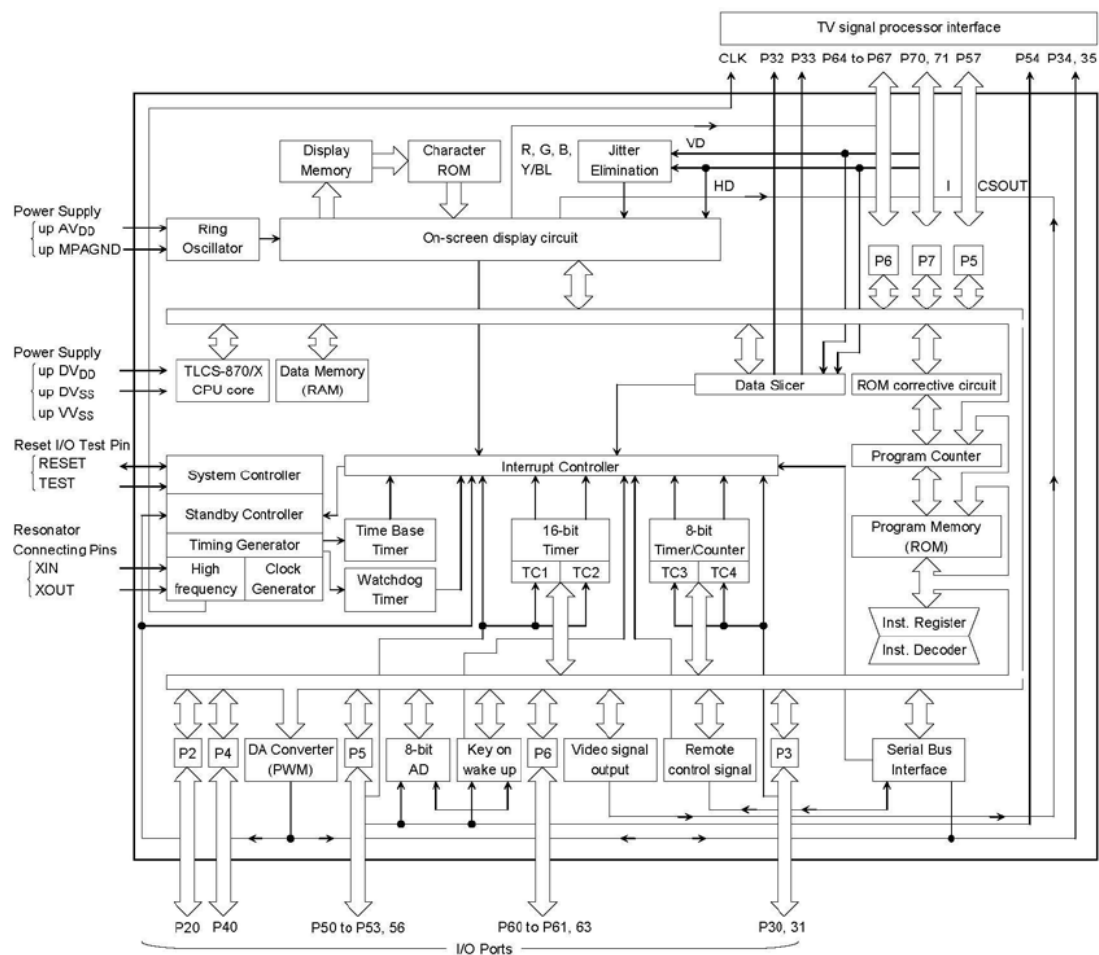 TV signal processor interface
CLK P32 P33 P64 to P67 P70, 71 P57 P54 P34, 35
Display
Memory
Character
ROM
R, G, B,
Y/BL
Jitter
Elimination
VD
HD
I
CSOUT
Power Supply
up AVDD
up MPAGND
Ring
Oscillator
On-screen display circuit
P6 P7 P5
Power Supply
up DVDD
up DVSS
up VVSS
TLCS-870/X
CPU core
Data Memory
(RAM)
Data Slicer
ROM corrective circuit
Reset I/O Test Pin
RESET
TEST
System Controller
Interrupt Controller
Program Counter
Standby Controller
Resonator
Connecting Pins
XIN
XOUT
Timing Generator
High
frequency
Clock
Generator
Time Base
Timer
Watchdog
Timer
16-bit
Timer
TC1 TC2
8-bit
Timer/Counter
TC3 TC4
Program Memory
(ROM)
Inst. Register
Inst. Decoder
P2 P4
DA Converter
(PWM)
P5
8-bit
AD
Key on
wake up
P6
Video signal
output
Remote
control signal
P3
Serial Bus
Interface
P20 P40 P50 to P53, 56 P60 to P61, 63 P30, 31
I/O Ports